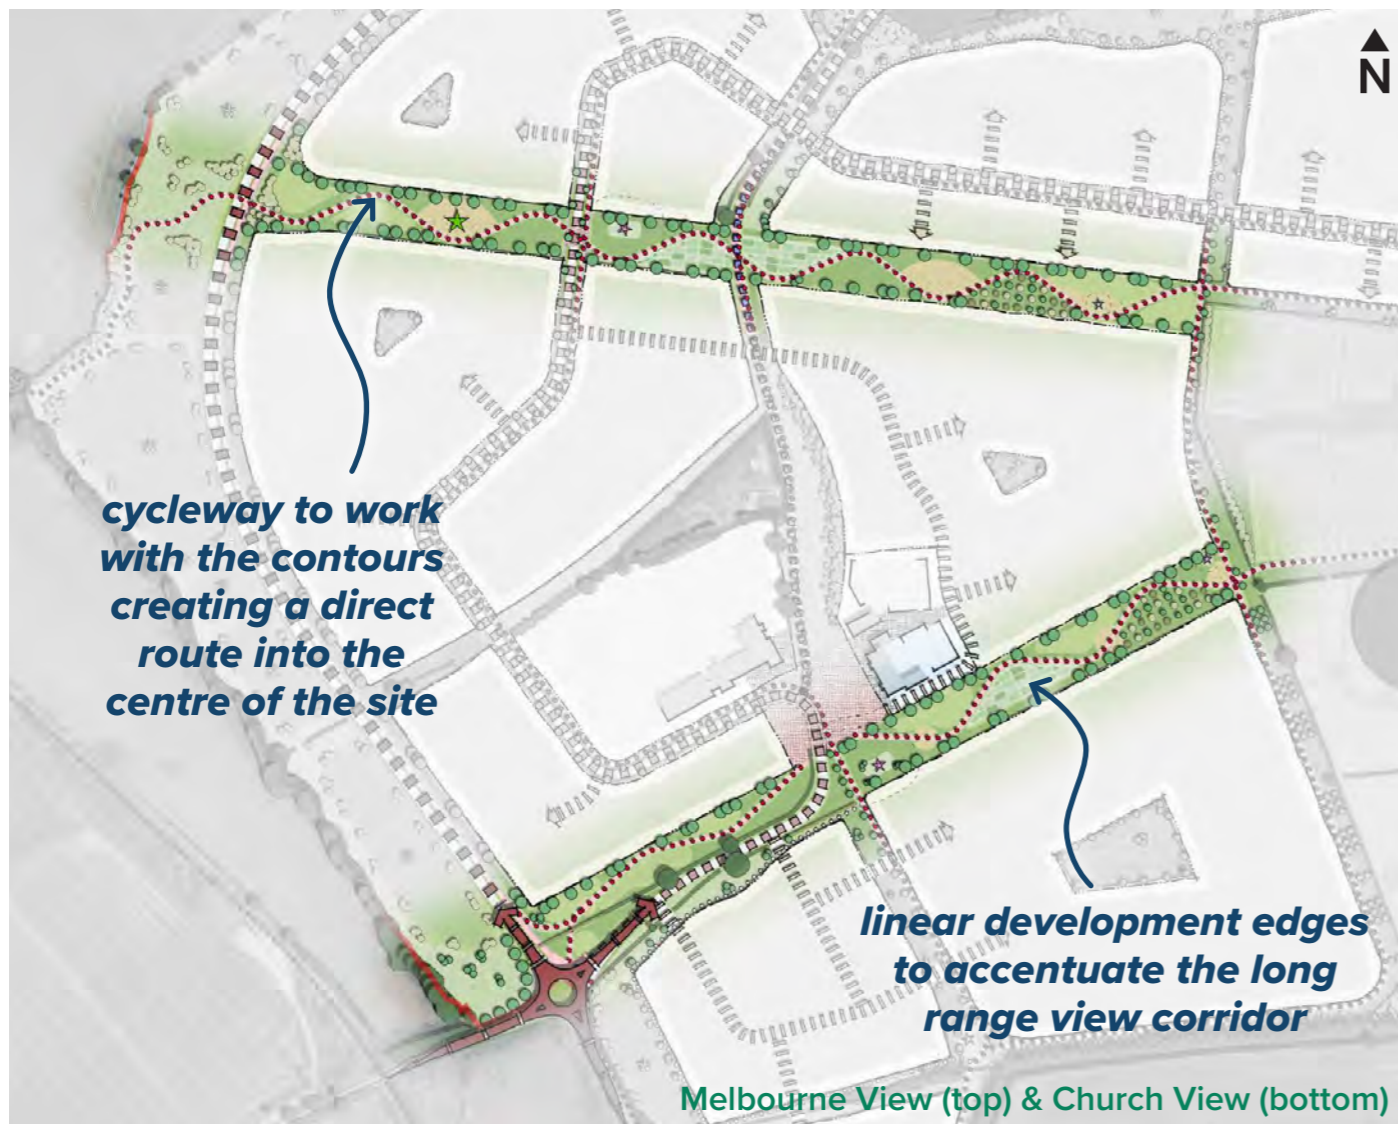 N
cycleway to work
with the contours
creating a direct
route into the
centre of the site
linear development edges
to accentuate the long
range view corridor
Melbourne View (top) & Church View (bottom)